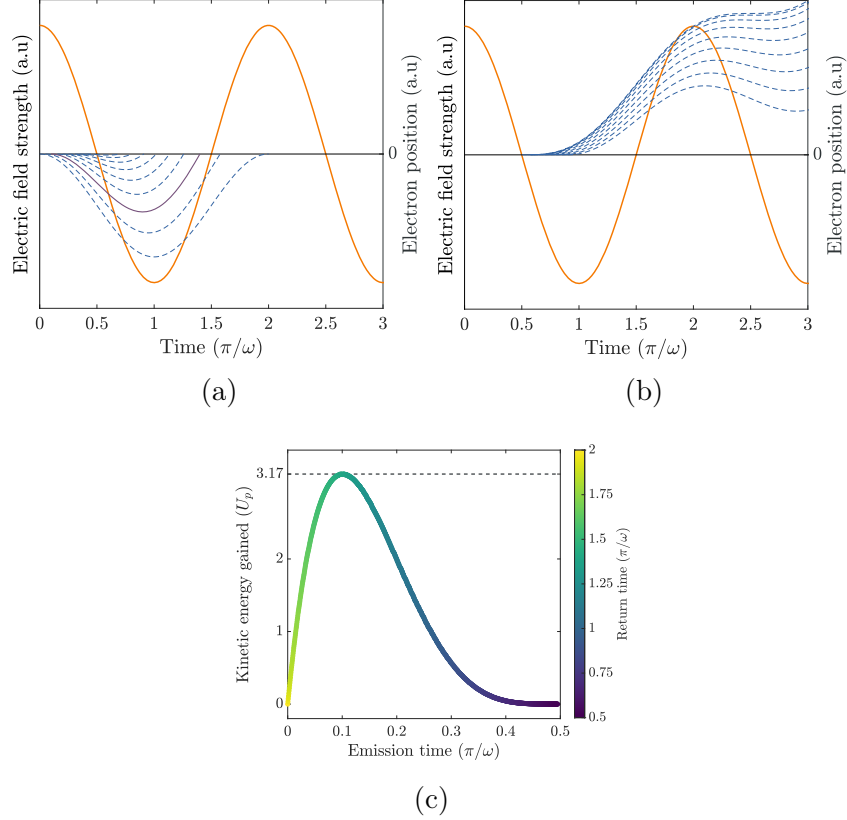 Electric field strength (a.u)
0
Electron position (a.u)
0
0.5
1
1.5
2
2.5
3
Time (π/ω)
(a)
Electric field strength (a.u)
0
Electron position (a.u)
0
0.5
1
1.5
2
2.5
3
Time (π/ω)
(b)
Kinetic energy gained (U_p)
3.17
2
1
0
0
0.1
0.2
0.3
0.4
0.5
Emission time (π/ω)
2
1.75
1.5
1.25
1
0.75
0.5
Return time (π/ω)
(c)